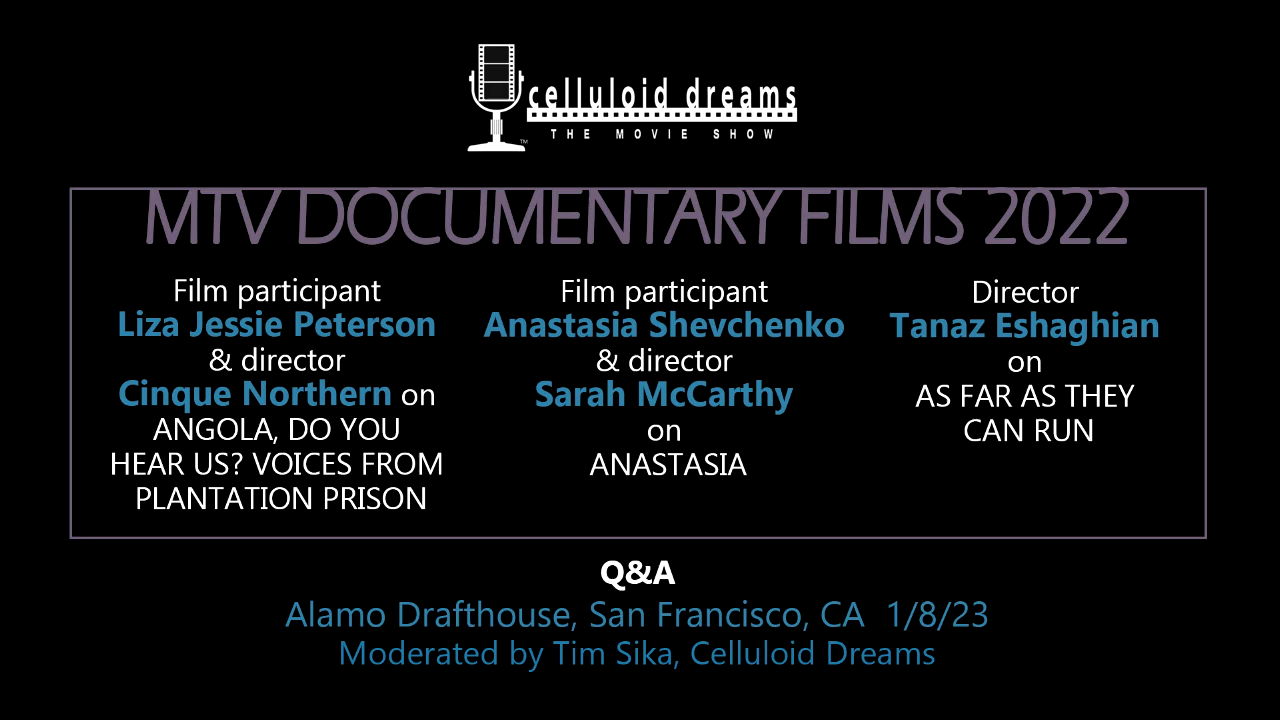 celluloid dreams
THE MOVIE SHOW
TM
MTV DOCUMENTARY FILMS 2022
Film participant
Liza Jessie Peterson
& director
Cinque Northern on
ANGOLA, DO YOU
HEAR US? VOICES FROM
PLANTATION PRISON
Film participant
Anastasia Shevchenko
& director
Sarah McCarthy
on
ANASTASIA
Director
Tanaz Eshaghian
on
AS FAR AS THEY
CAN RUN
Q&A
Alamo Drafthouse, San Francisco, CA 1/8/23
Moderated by Tim Sika, Celluloid Dreams